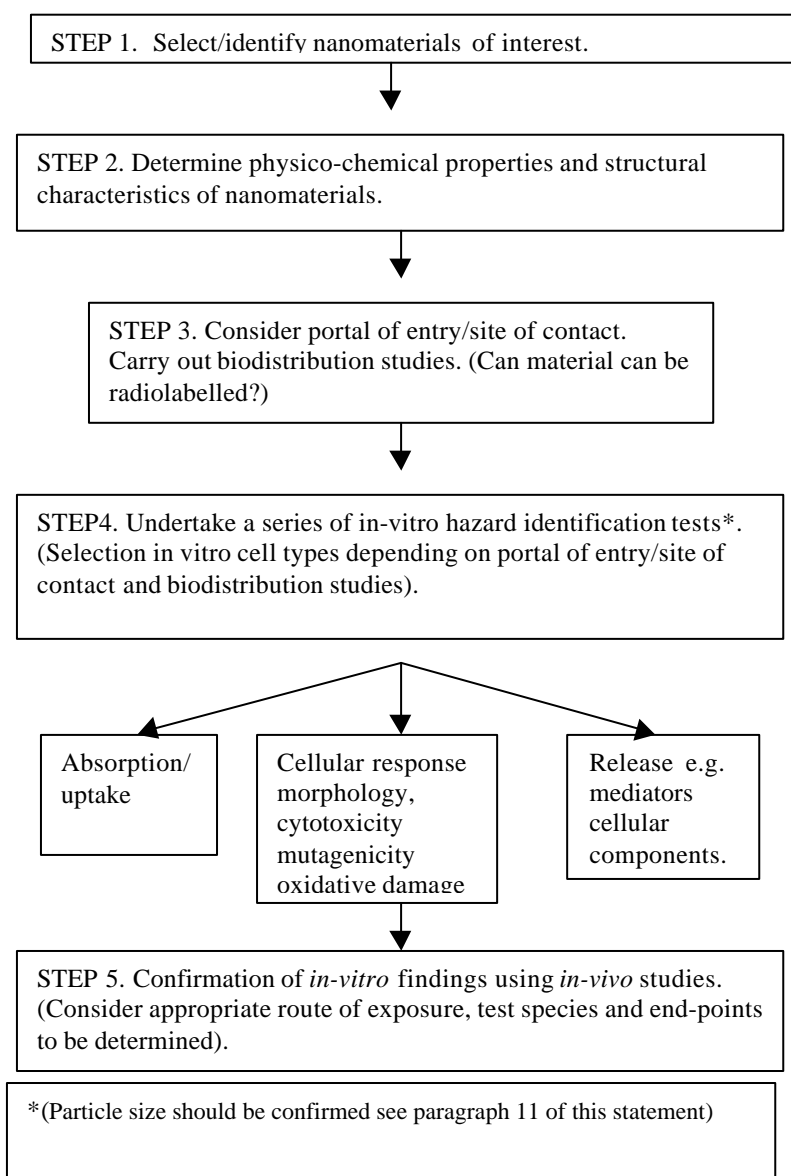 STEP 1. Select/identify nanomaterials of interest.
STEP 2. Determine physico-chemical properties and structural
characteristics of nanomaterials.
STEP 3. Consider portal of entry/site of contact.
Carry out biodistribution studies. (Can material can be
radiolabelled?)
STEP4. Undertake a series of in-vitro hazard identification tests*.
(Selection in vitro cell types depending on portal of entry/site of
contact and biodistribution studies).
Absorption/
uptake
Cellular response
morphology,
cytotoxicity
mutagenicity
oxidative damage
Release e.g.
mediators
cellular
components.
STEP 5. Confirmation of in-vitro findings using in-vivo studies.
(Consider appropriate route of exposure, test species and end-points
to be determined).
*(Particle size should be confirmed see paragraph 11 of this statement)